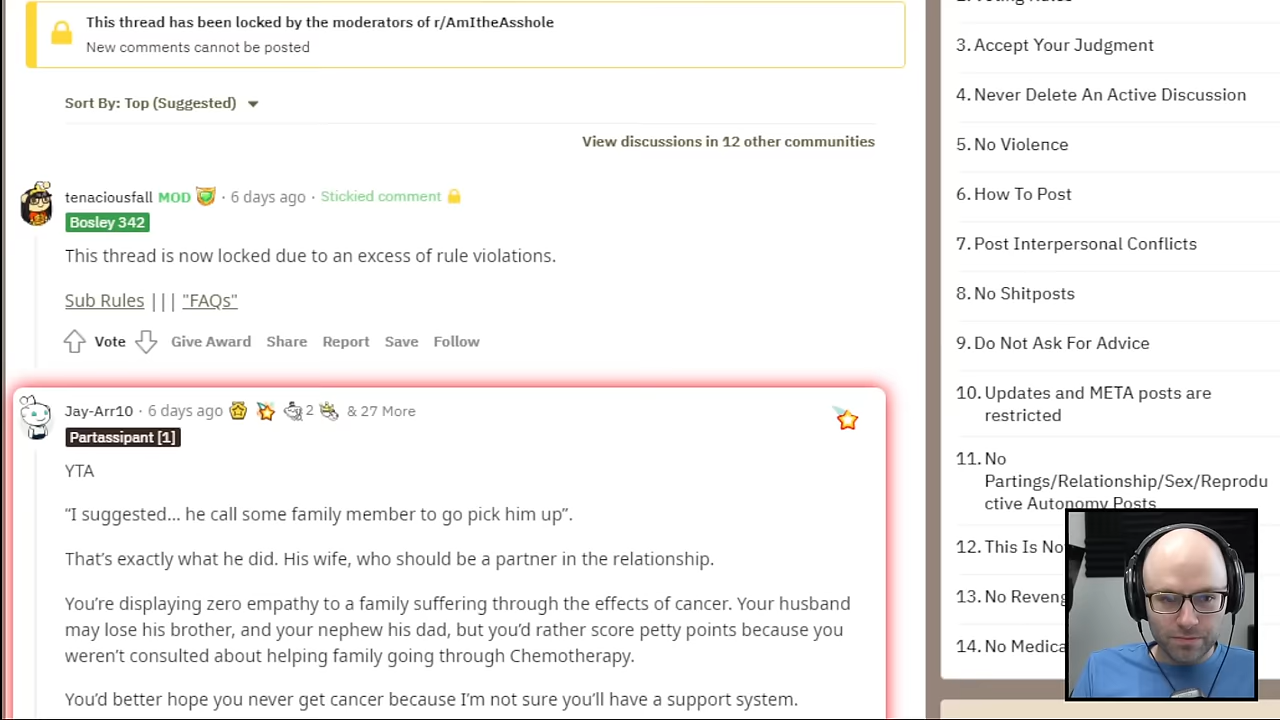 This thread has been locked by the moderators of r/AmItheAsshole
New comments cannot be posted
Sort By: Top (Suggested)
View discussions in 12 other communities
tenaciousfall MOD · 6 days ago · Stickied comment
Bosley 342
This thread is now locked due to an excess of rule violations.
Sub Rules ||| "FAQs"
Vote Give Award Share Report Save Follow
Jay-Arr10 · 6 days ago 2 & 27 More
Partassipant [1]
YTA
“I suggested... he call some family member to go pick him up”.
That’s exactly what he did. His wife, who should be a partner in the relationship.
You’re displaying zero empathy to a family suffering through the effects of cancer. Your husband
may lose his brother, and your nephew his dad, but you’d rather score petty points because you
weren’t consulted about helping family going through Chemotherapy.
You’d better hope you never get cancer because I’m not sure you’ll have a support system.
3. Accept Your Judgment
4. Never Delete An Active Discussion
5. No Violence
6. How To Post
7. Post Interpersonal Conflicts
8. No Shitposts
9. Do Not Ask For Advice
10. Updates and META posts are
restricted
11. No
Partings/Relationship/Sex/Reprodu
ctive Autonomy Posts
12. This Is No
13. No Reveng
14. No Medica